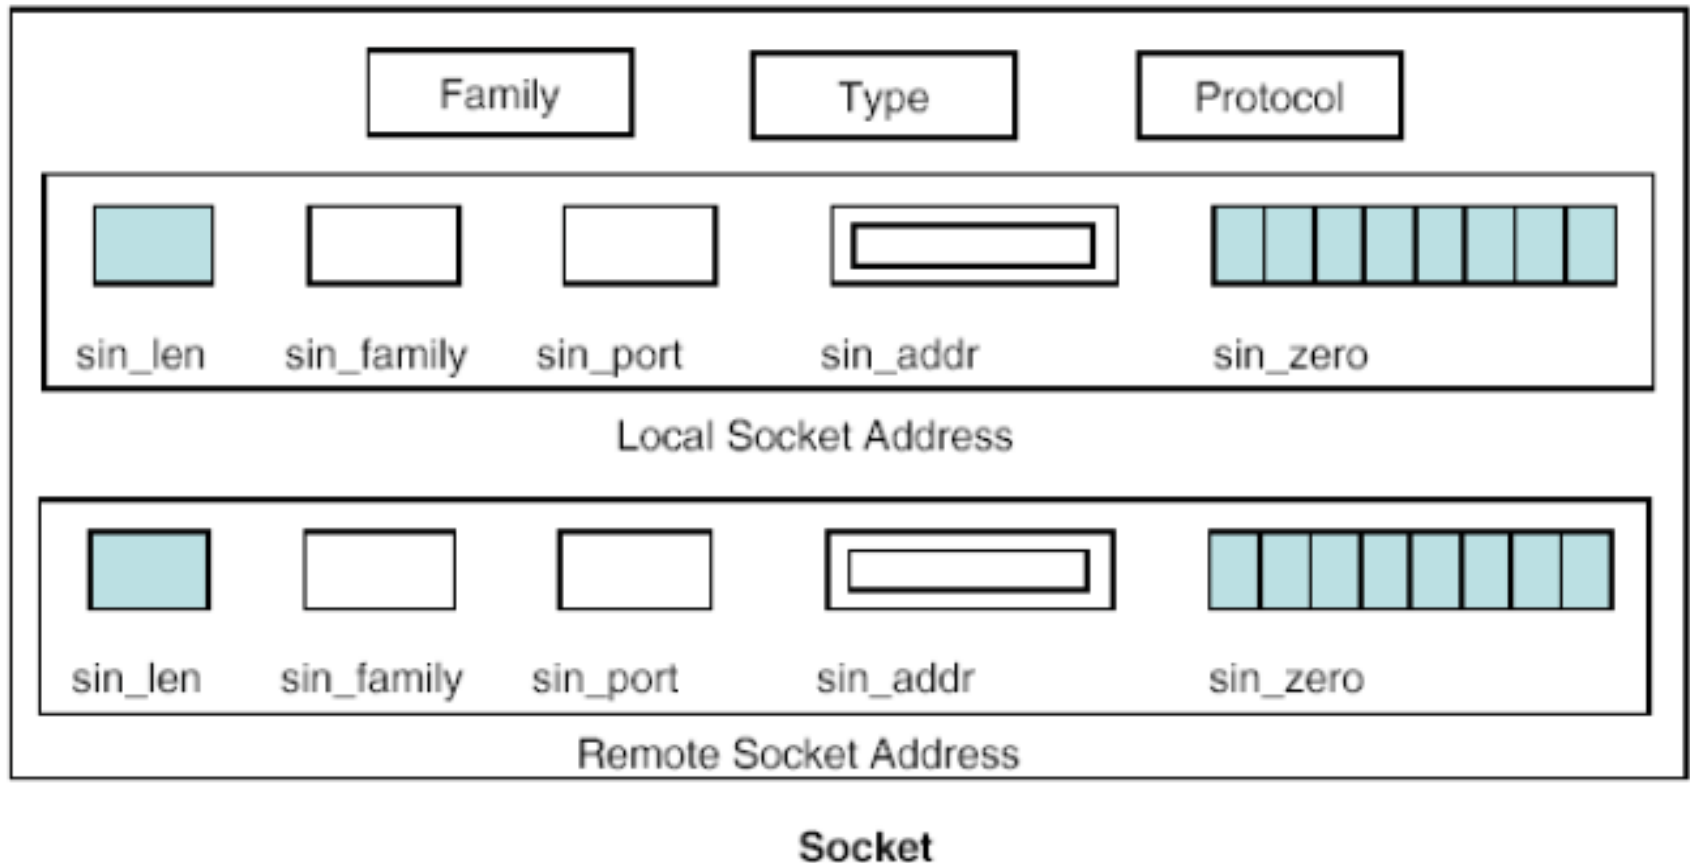 Family Type Protocol
sin_len sin_family sin_port sin_addr sin_zero
Local Socket Address
sin_len sin_family sin_port sin_addr sin_zero
Remote Socket Address
Socket